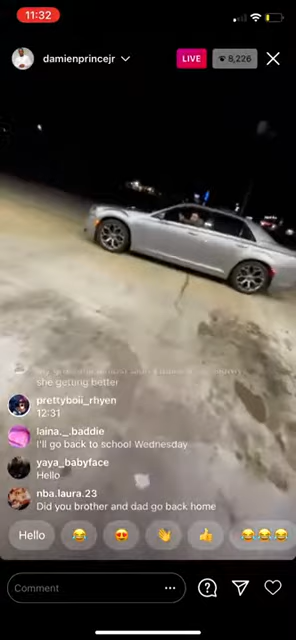 11:32
damienprincejr
LIVE
8,226
she getting better
prettyboii_rhyen
12:31
laina._.baddie
I'll go back to school Wednesday
yaya_babyface
Hello
nba.laura.23
Did you brother and dad go back home
Hello
Comment